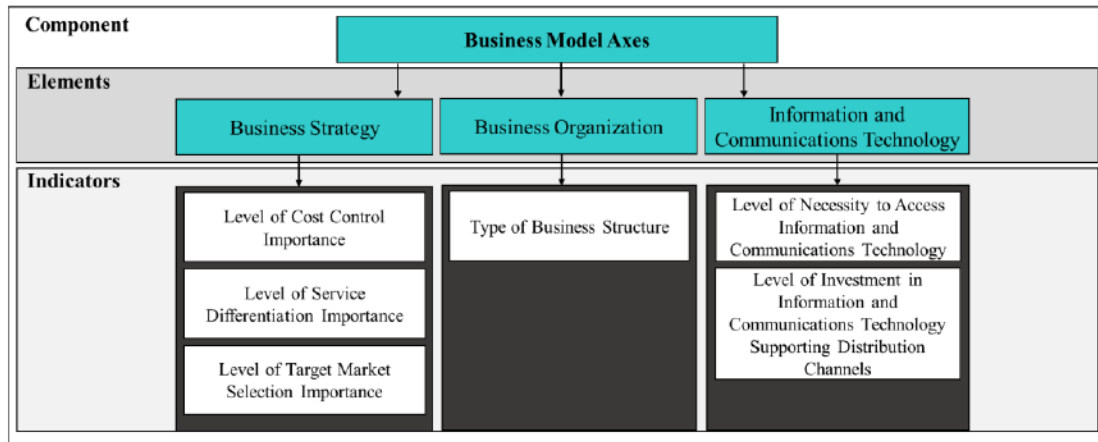 Component
Business Model Axes
Elements
Business Strategy
Business Organization
Information and
Communications Technology
Indicators
Level of Cost Control
Importance
Level of Service
Differentiation Importance
Level of Target Market
Selection Importance
Type of Business Structure
Level of Necessity to Access
Information and
Communications Technology
Level of Investment in
Information and
Communications Technology
Supporting Distribution
Channels